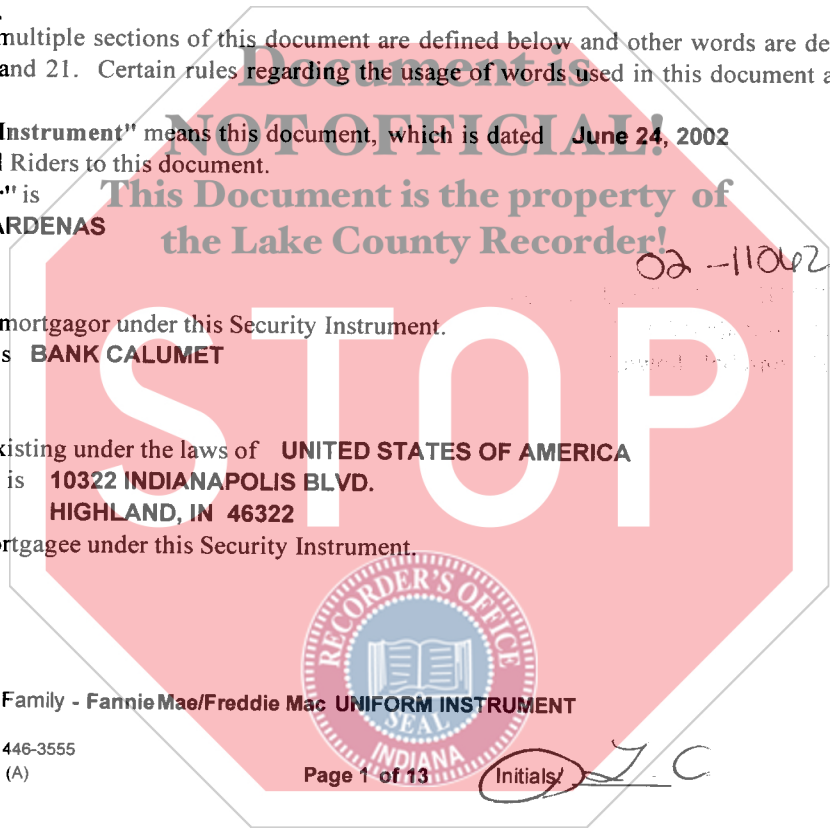 multiple sections of this document are defined below and other words are de
and 21. Certain rules regarding the usage of words used in this document a
Document is
NOT OFFICIAL!
This Document is the property of
the Lake County Recorder!
Instrument" means this document, which is dated June 24, 2002
Riders to this document.
" is
ARDENAS
02-11062
mortgagor under this Security Instrument.
s BANK CALUMET
STOP
xisting under the laws of UNITED STATES OF AMERICA
is 10322 INDIANAPOLIS BLVD.
HIGHLAND, IN 46322
rtgagee under this Security Instrument.
RECORDER'S OFFICE
SEAL
INDIANA
Family - Fannie Mae/Freddie Mac UNIFORM INSTRUMENT
446-3555
(A)
Page 1 of 13
Initials: J. C